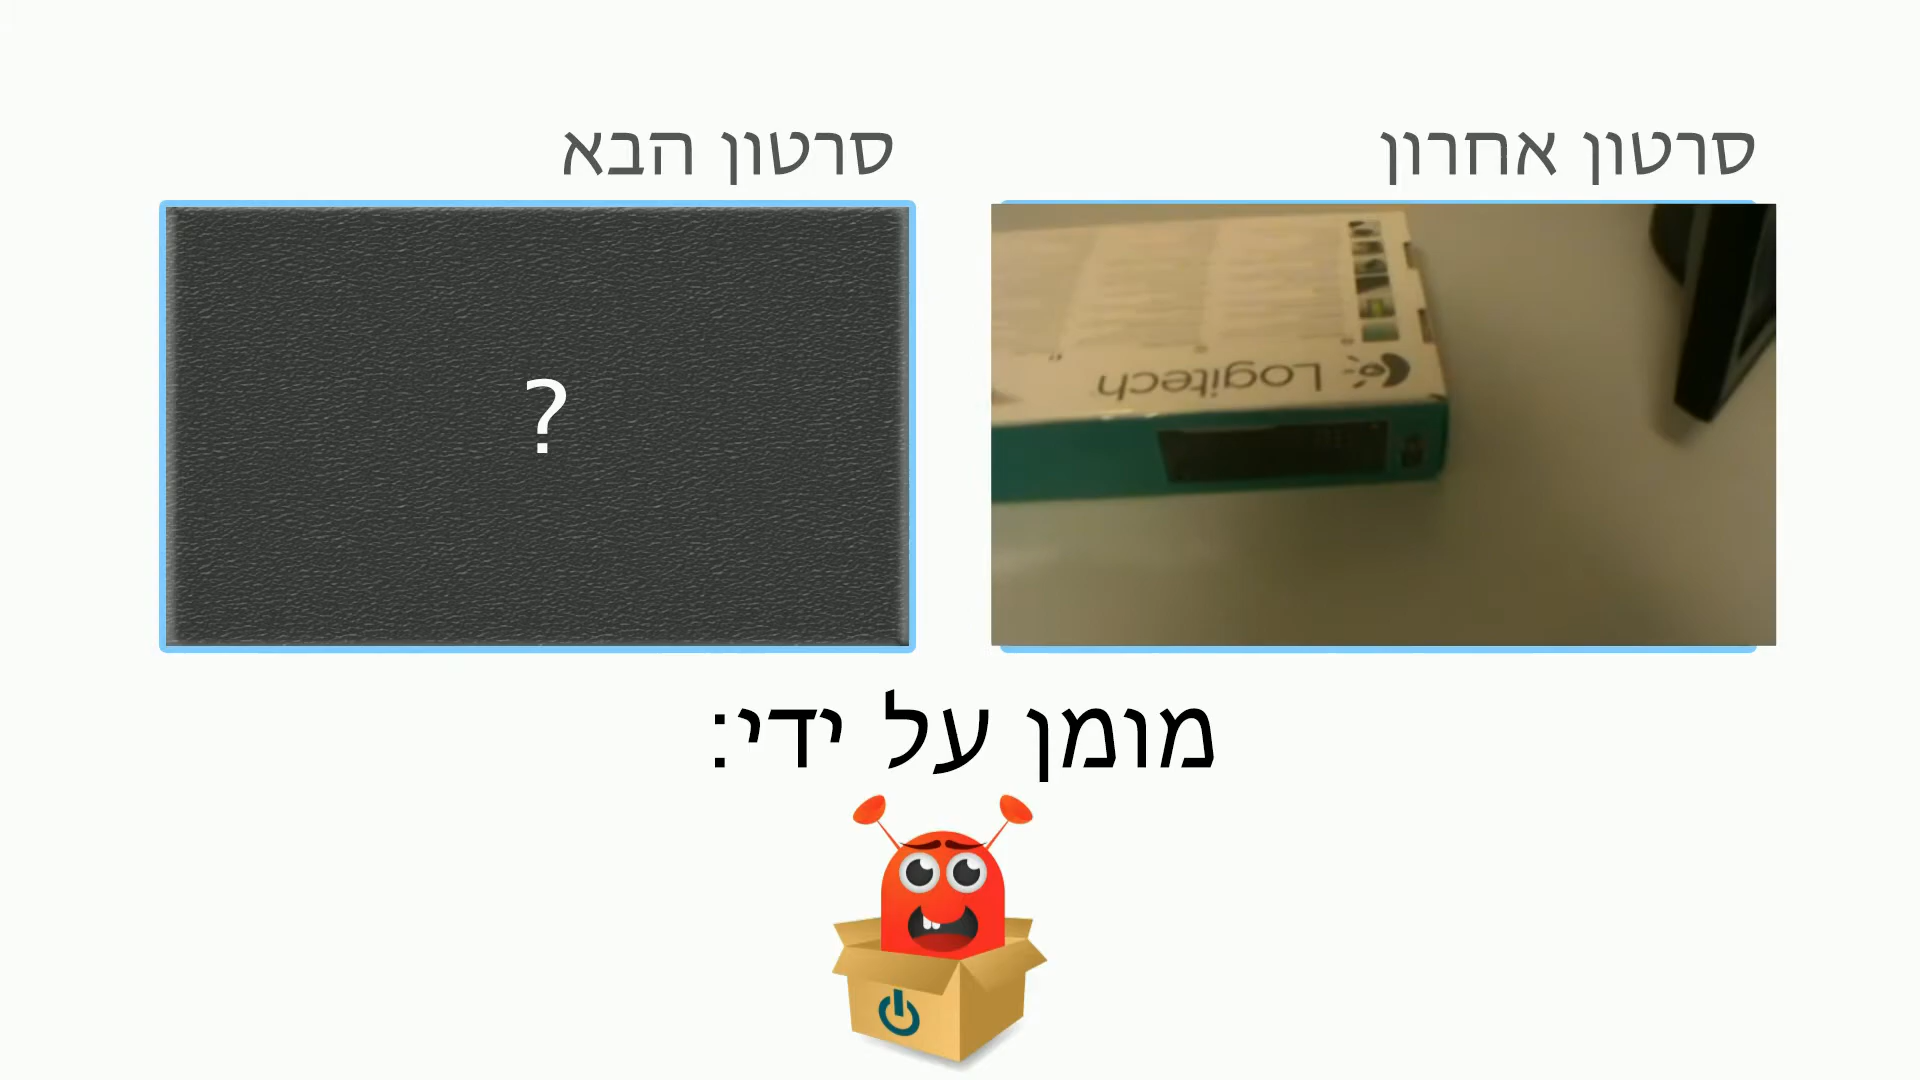 סרטון אחרון
סרטון הבא
Logitech
?
מומן על ידי: